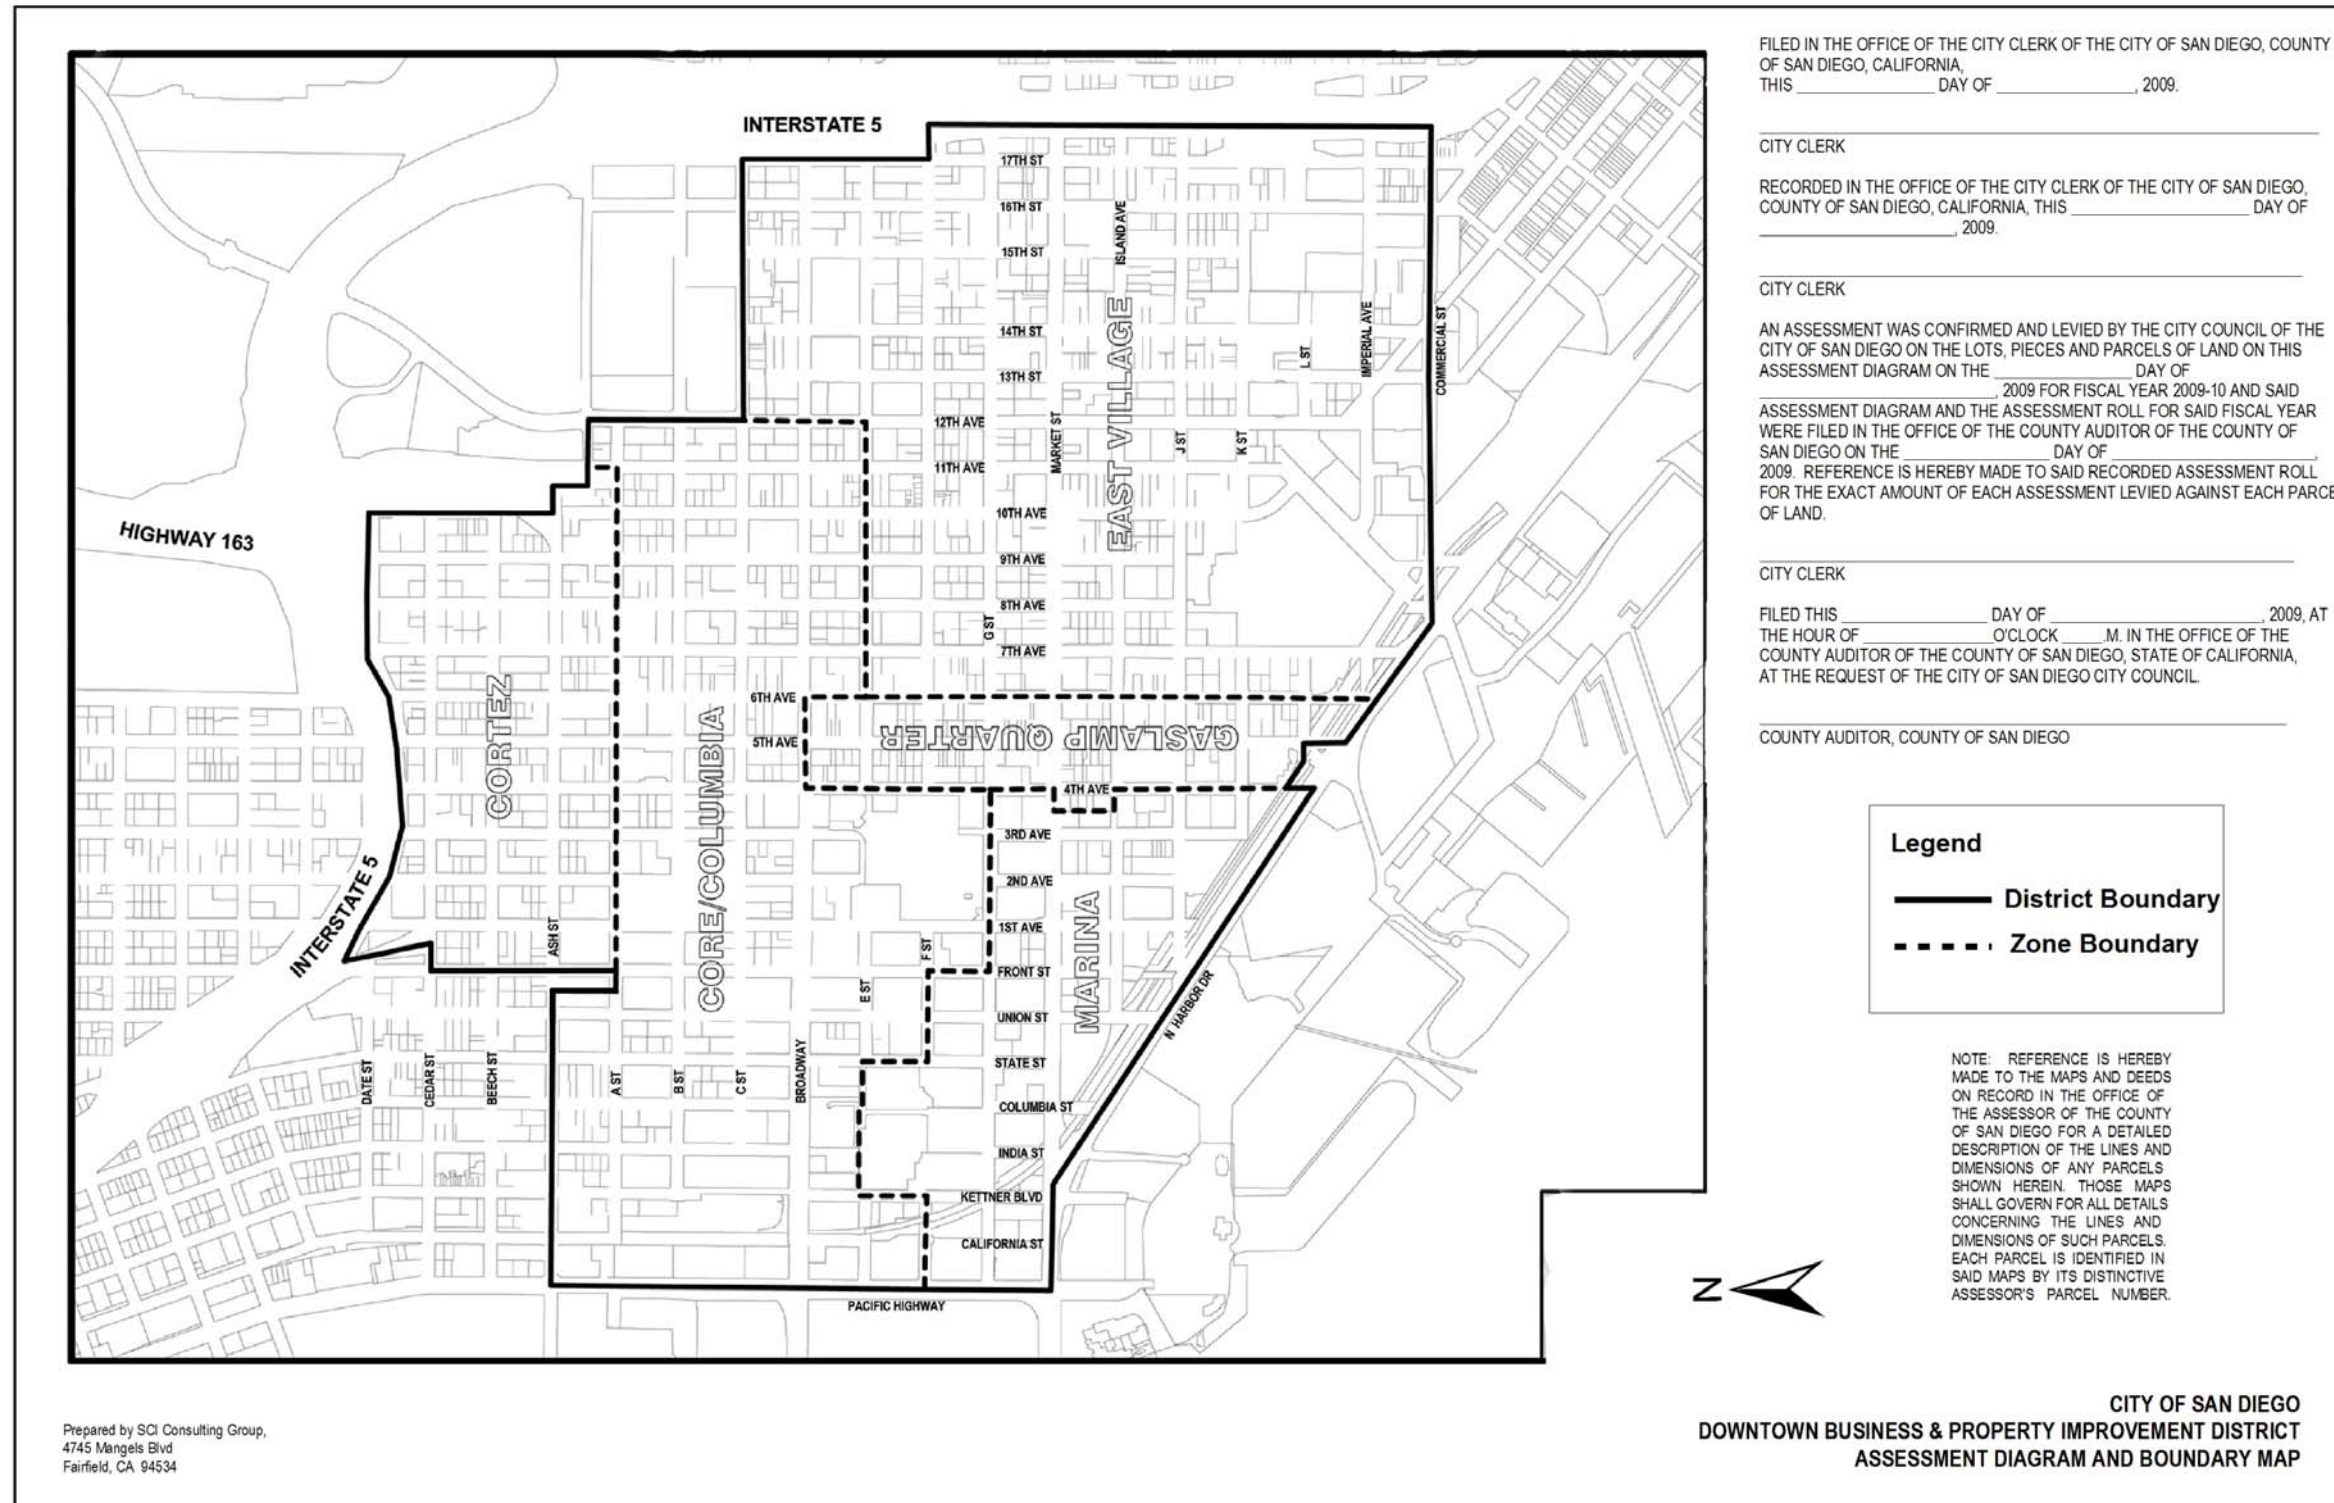 INTERSTATE 5
17TH ST
16TH ST
ISLAND AVE
15TH ST
14TH ST
EAST VILLAGE
L ST
IMPERIAL AVE
COMMERCIAL ST
13TH ST
12TH AVE
MARKET ST
J ST
K ST
11TH AVE
10TH AVE
HIGHWAY 163
9TH AVE
8TH AVE
G ST
7TH AVE
CORTEZ
6TH AVE
CORE/COLUMBIA
GASLAMP QUARTER
5TH AVE
4TH AVE
3RD AVE
2ND AVE
INTERSTATE 5
MARINA
ASH ST
1ST AVE
F ST
FRONT ST
E ST
N HARBOR DR
UNION ST
STATE ST
DATE ST
CEDAR ST
BEECH ST
A ST
B ST
C ST
BROADWAY
COLUMBIA ST
INDIA ST
KETTNER BLVD
CALIFORNIA ST
PACIFIC HIGHWAY
FILED IN THE OFFICE OF THE CITY CLERK OF THE CITY OF SAN DIEGO, COUNTY
OF SAN DIEGO, CALIFORNIA,
THIS _______________ DAY OF _______________, 2009.
CITY CLERK
RECORDED IN THE OFFICE OF THE CITY CLERK OF THE CITY OF SAN DIEGO,
COUNTY OF SAN DIEGO, CALIFORNIA, THIS ___________________ DAY OF
_____________________, 2009.
CITY CLERK
AN ASSESSMENT WAS CONFIRMED AND LEVIED BY THE CITY COUNCIL OF THE
CITY OF SAN DIEGO ON THE LOTS, PIECES AND PARCELS OF LAND ON THIS
ASSESSMENT DIAGRAM ON THE _______________ DAY OF
_________________________, 2009 FOR FISCAL YEAR 2009-10 AND SAID
ASSESSMENT DIAGRAM AND THE ASSESSMENT ROLL FOR SAID FISCAL YEAR
WERE FILED IN THE OFFICE OF THE COUNTY AUDITOR OF THE COUNTY OF
SAN DIEGO ON THE _______________ DAY OF _____________________,
2009. REFERENCE IS HEREBY MADE TO SAID RECORDED ASSESSMENT ROLL
FOR THE EXACT AMOUNT OF EACH ASSESSMENT LEVIED AGAINST EACH PARCE
OF LAND.
CITY CLERK
FILED THIS _______________ DAY OF ______________________, 2009, AT
THE HOUR OF _____________O'CLOCK ____.M. IN THE OFFICE OF THE
COUNTY AUDITOR OF THE COUNTY OF SAN DIEGO, STATE OF CALIFORNIA,
AT THE REQUEST OF THE CITY OF SAN DIEGO CITY COUNCIL.
COUNTY AUDITOR, COUNTY OF SAN DIEGO
Legend
District Boundary
Zone Boundary
NOTE: REFERENCE IS HEREBY
MADE TO THE MAPS AND DEEDS
ON RECORD IN THE OFFICE OF
THE ASSESSOR OF THE COUNTY
OF SAN DIEGO FOR A DETAILED
DESCRIPTION OF THE LINES AND
DIMENSIONS OF ANY PARCELS
SHOWN HEREIN. THOSE MAPS
SHALL GOVERN FOR ALL DETAILS
CONCERNING THE LINES AND
DIMENSIONS OF SUCH PARCELS.
EACH PARCEL IS IDENTIFIED IN
SAID MAPS BY ITS DISTINCTIVE
ASSESSOR'S PARCEL NUMBER.
N
CITY OF SAN DIEGO
DOWNTOWN BUSINESS & PROPERTY IMPROVEMENT DISTRICT
ASSESSMENT DIAGRAM AND BOUNDARY MAP
Prepared by SCI Consulting Group,
4745 Mangels Blvd
Fairfield, CA 94534